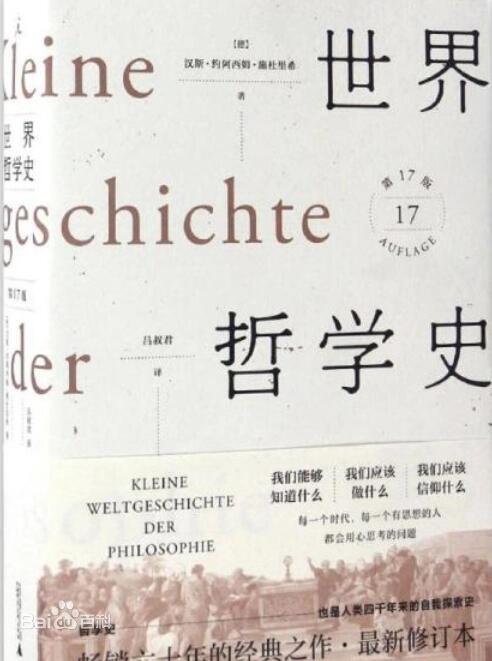 Kleine
[德]
汉斯·约阿西姆·施杜里希
著
世界
geschichte
第17版
17
AUFLAGE
der
吕叔君
译
哲学史
世界
哲学史
第17版
吕叔君 译
KLEINE
WELTGESCHICHTE
DER
PHILOSOPHIE
我们能够
知道什么
我们应该
做什么
我们应该
信仰什么
每一个时代，每一个有思想的人
都会用心思考的问题
也是人类四千年来的自我探索史
哲学史
畅销六十年的经典之作·最新修订本
Bai百科